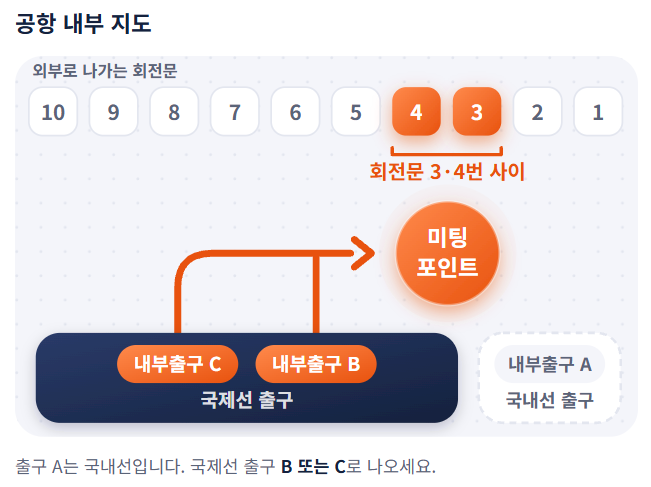 공항 내부 지도
외부로 나가는 회전문
10 9 8 7 6 5 4 3 2 1
회전문 3·4번 사이
미팅
포인트
내부출구 C 내부출구 B
국제선 출구
내부출구 A
국내선 출구
출구 A는 국내선입니다. 국제선 출구 B 또는 C로 나오세요.